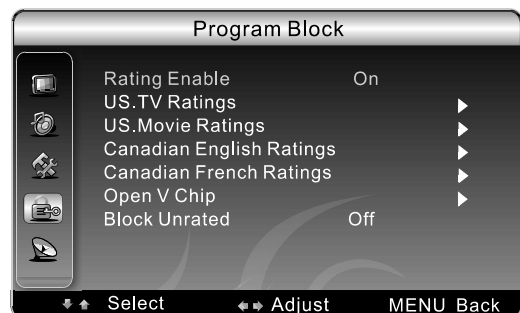 Program Block
Rating Enable On
US.TV Ratings
US.Movie Ratings
Canadian English Ratings
Canadian French Ratings
Open V Chip
Block Unrated Off
Select Adjust MENU Back